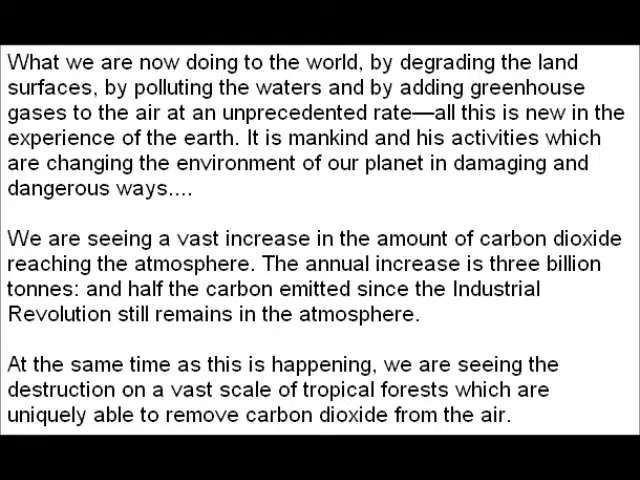 What we are now doing to the world, by degrading the land
surfaces, by polluting the waters and by adding greenhouse
gases to the air at an unprecedented rate—all this is new in the
experience of the earth. It is mankind and his activities which
are changing the environment of our planet in damaging and
dangerous ways....
We are seeing a vast increase in the amount of carbon dioxide
reaching the atmosphere. The annual increase is three billion
tonnes: and half the carbon emitted since the Industrial
Revolution still remains in the atmosphere.
At the same time as this is happening, we are seeing the
destruction on a vast scale of tropical forests which are
uniquely able to remove carbon dioxide from the air.